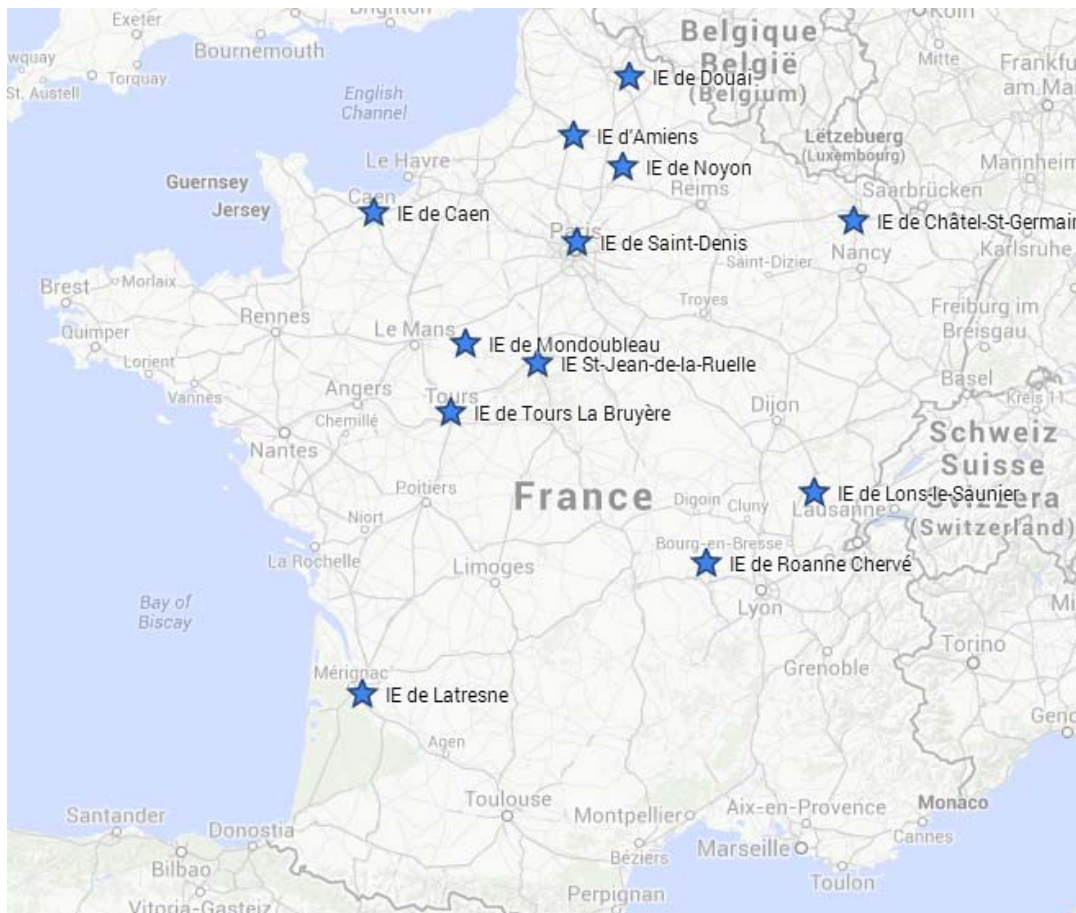 Exeter
Bournemouth
Brighton
Belgique
België
(Belgium)
Köln
wquay
Torquay
St. Austell
Mitte
Frankfu
am Mai
IE de Douai
English
Channel
IE d'Amiens
Lëtzebuerg
(Luxembourg)
Le Havre
IE de Noyon
Reims
Mannheim
Saarbrücken
Guernsey
Jersey
Caen
IE de Caen
IE de Châtel-St-Germain
Karlsruhe
Paris
IE de Saint-Denis
Saint-Dizier
Nancy
Brest
Morlaix
Troyes
Freiburg im
Breisgau
Quimper
Rennes
Le Mans
IE de Mondoubleau
Lorient
IE St-Jean-de-la-Ruelle
Basel
Vannes
Angers
Tours
Kreis 11
Chemillé
IE de Tours La Bruyère
Dijon
Nantes
Schweiz
Suisse
Svizzera
(Switzerland)
Poitiers
France
Digoin
Cluny
IE de Lons-le-Saunier
Lausanne
Niort
La Rochelle
Bourg-en-Bresse
Limoges
IE de Roanne Chervé
Lyon
Bay of
Biscay
Mi
Torino
Grenoble
Mérignac
IE de Latresne
Agen
Geno
Toulouse
Montpellier
Aix-en-Provence
Monaco
Cannes
Santander
Donostia
Bilbao
Béziers
Marseille
Toulon
Vitoria-Gasteiz
Perpignan